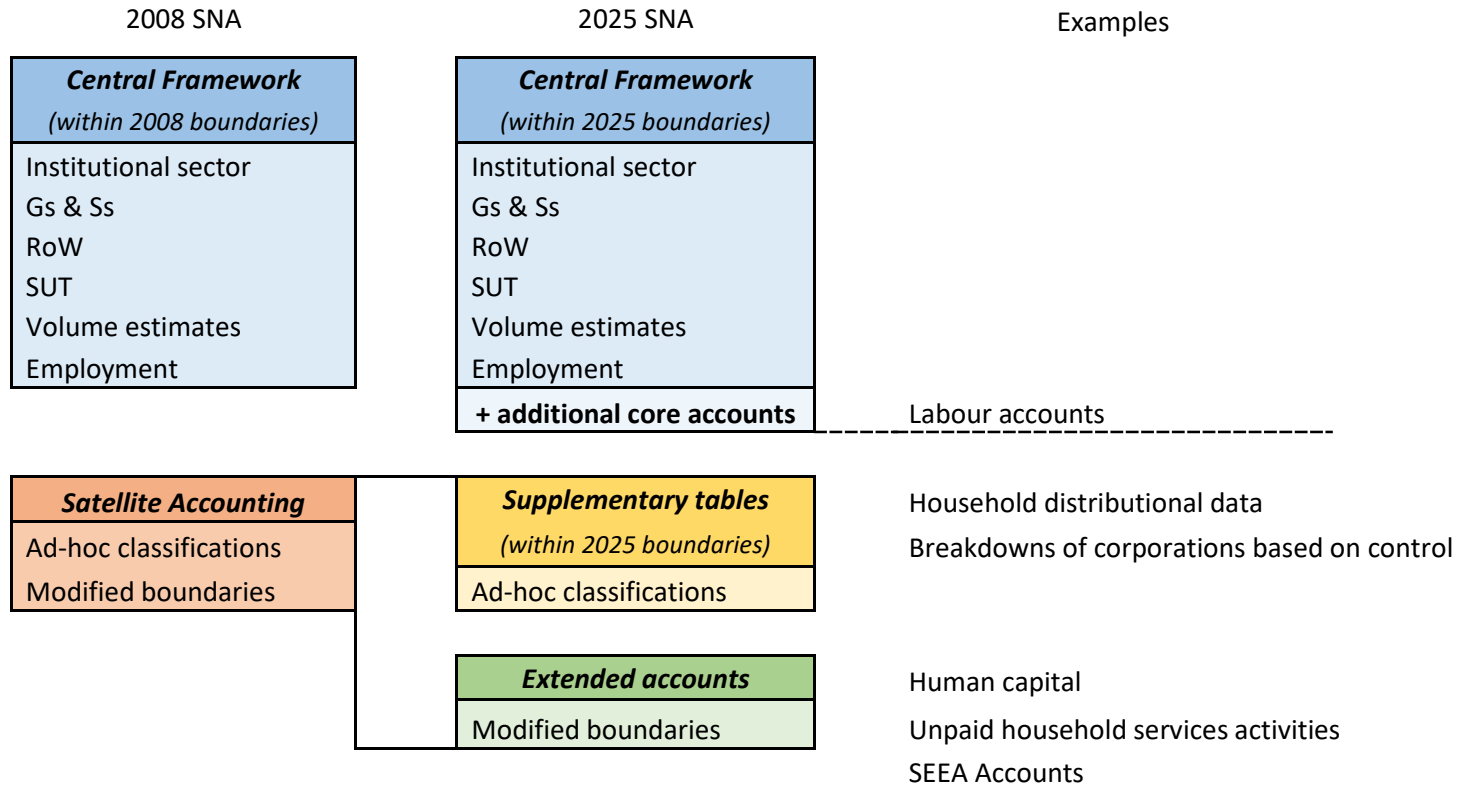 2008 SNA
2025 SNA
Examples
Central Framework
(within 2008 boundaries)
Institutional sector
Gs & Ss
RoW
SUT
Volume estimates
Employment
Central Framework
(within 2025 boundaries)
Institutional sector
Gs & Ss
RoW
SUT
Volume estimates
Employment
+ additional core accounts
Labour accounts
Satellite Accounting
Ad-hoc classifications
Modified boundaries
Supplementary tables
(within 2025 boundaries)
Ad-hoc classifications
Household distributional data
Breakdowns of corporations based on control
Extended accounts
Modified boundaries
Human capital
Unpaid household services activities
SEEA Accounts